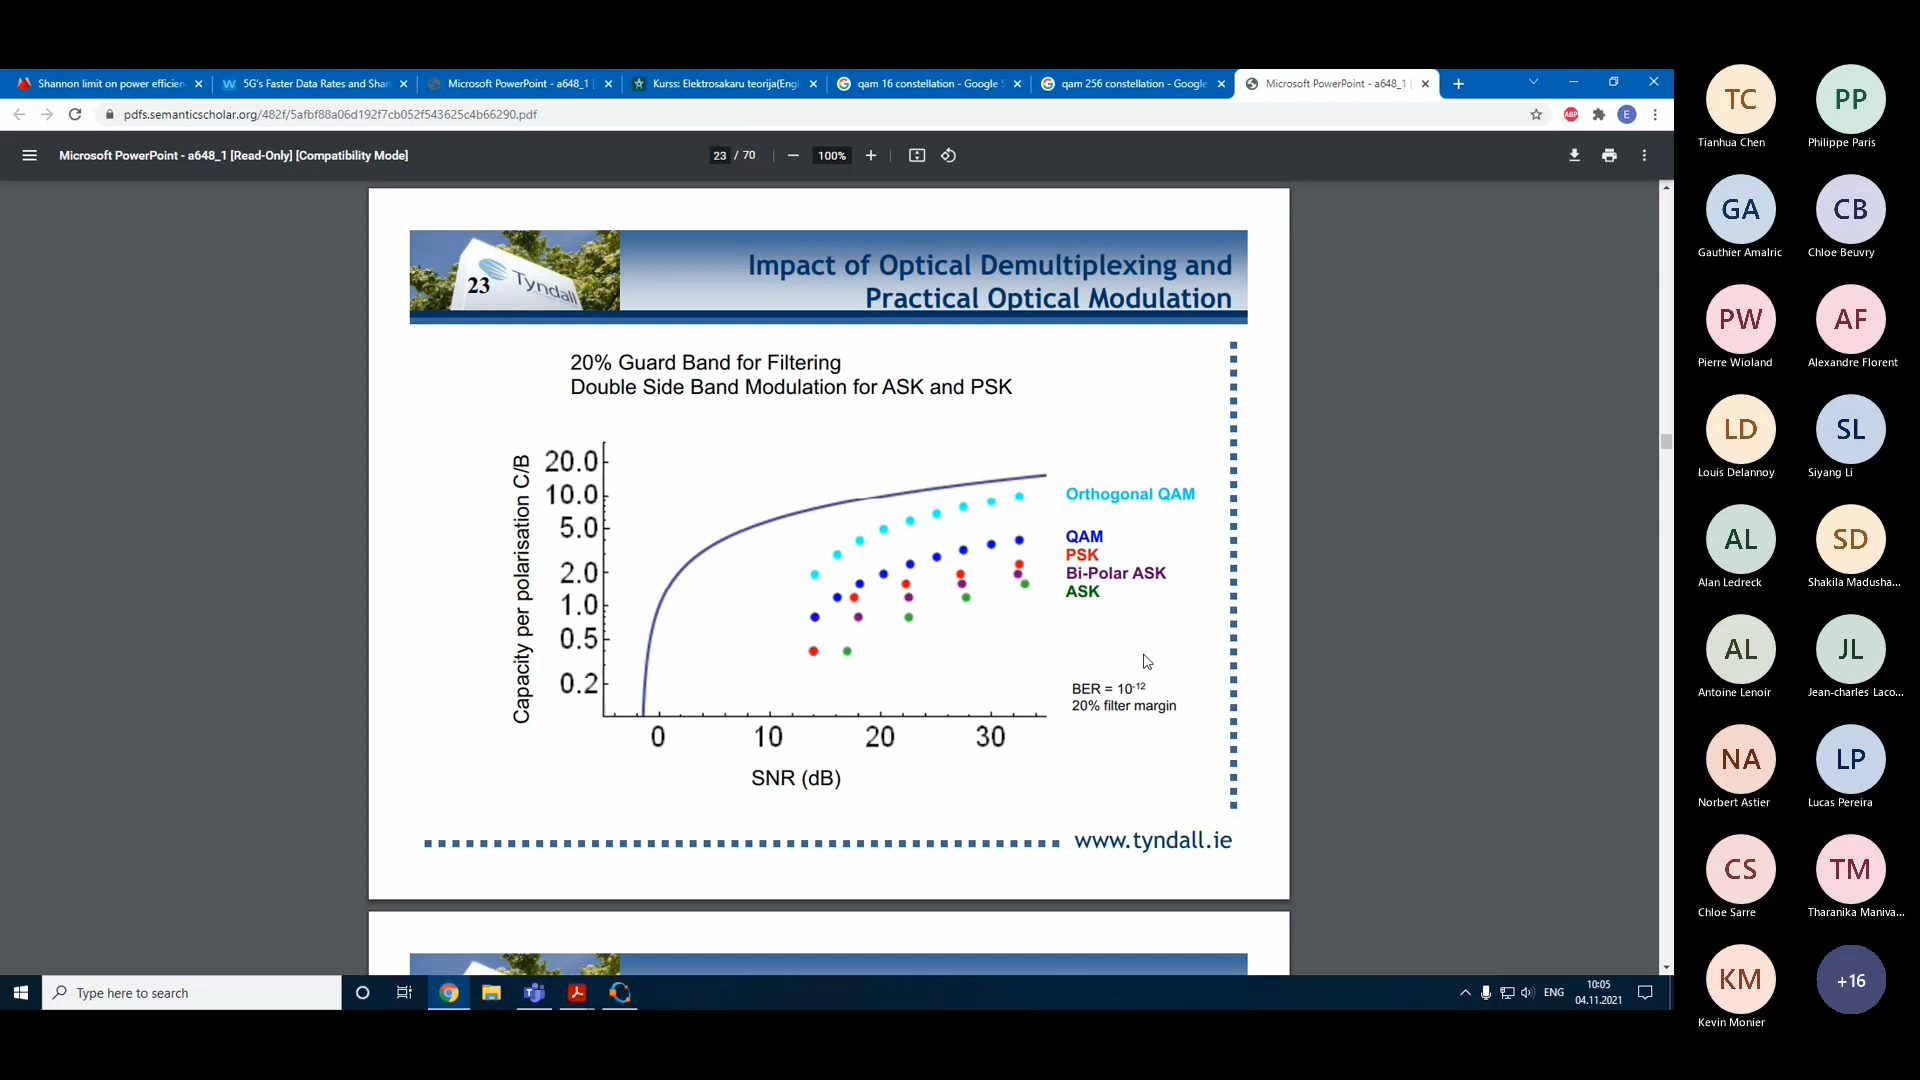 Shannon limit on power efficien
5G's Faster Data Rates and Shan
Microsoft PowerPoint - a648_1
Kurss: Elektrosakaru teorija(Engl
qam 16 constellation - Google S
qam 256 constellation - Google
Microsoft PowerPoint - a648_1
pdfs.semanticscholar.org/482f/5afbf88a06d192f7cb052f543625c4b66290.pdf
ABP
E
Microsoft PowerPoint - a648_1 [Read-Only] [Compatibility Mode]
23 / 70
100%
23
Tyndall
Impact of Optical Demultiplexing and
Practical Optical Modulation
20% Guard Band for Filtering
Double Side Band Modulation for ASK and PSK
Capacity per polarisation C/B
20.0
10.0
5.0
2.0
1.0
0.5
0.2
0 10 20 30
SNR (dB)
Orthogonal QAM
QAM
PSK
Bi-Polar ASK
ASK
BER = 10-12
20% filter margin
www.tyndall.ie
Type here to search
ENG
10:05
04.11.2021
TC PP
Tianhua Chen Philippe Paris
GA CB
Gauthier Amalric Chloe Beuvry
PW AF
Pierre Wioland Alexandre Florent
LD SL
Louis Delannoy Siyang Li
AL SD
Alan Ledreck Shakila Madusha...
AL JL
Antoine Lenoir Jean-charles Laco...
NA LP
Norbert Astier Lucas Pereira
CS TM
Chloe Sarre Tharanika Maniva...
KM +16
Kevin Monier